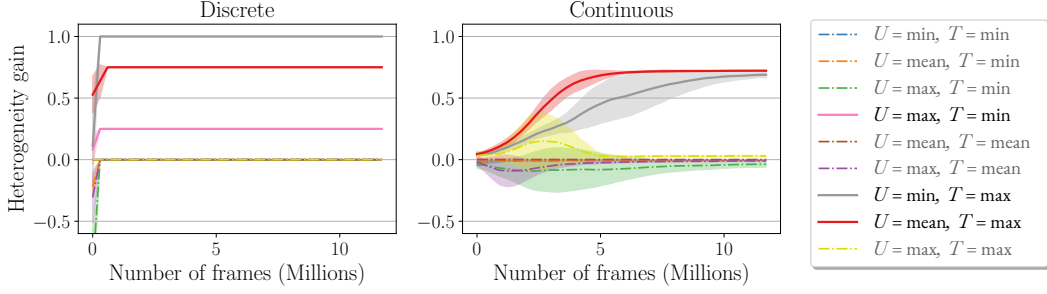 Discrete
Continuous
Heterogeneity gain
1.0
0.5
0.0
−0.5
0
5
10
Number of frames (Millions)
1.0
0.5
0.0
−0.5
0
5
10
Number of frames (Millions)
U = min, T = min
U = mean, T = min
U = max, T = min
U = max, T = min
U = mean, T = mean
U = max, T = mean
U = min, T = max
U = mean, T = max
U = max, T = max